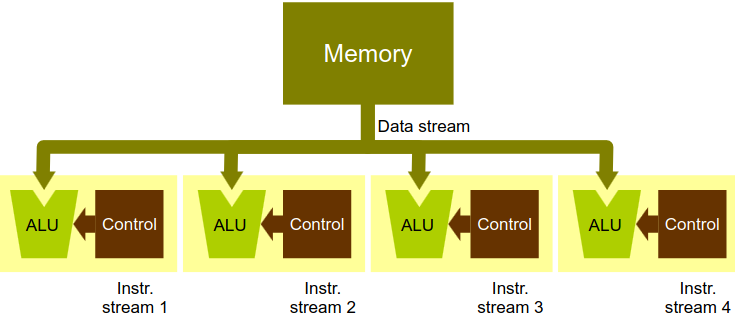 Memory
Data stream
ALU Control ALU Control ALU Control ALU Control
Instr. Instr. Instr. Instr.
stream 1 stream 2 stream 3 stream 4